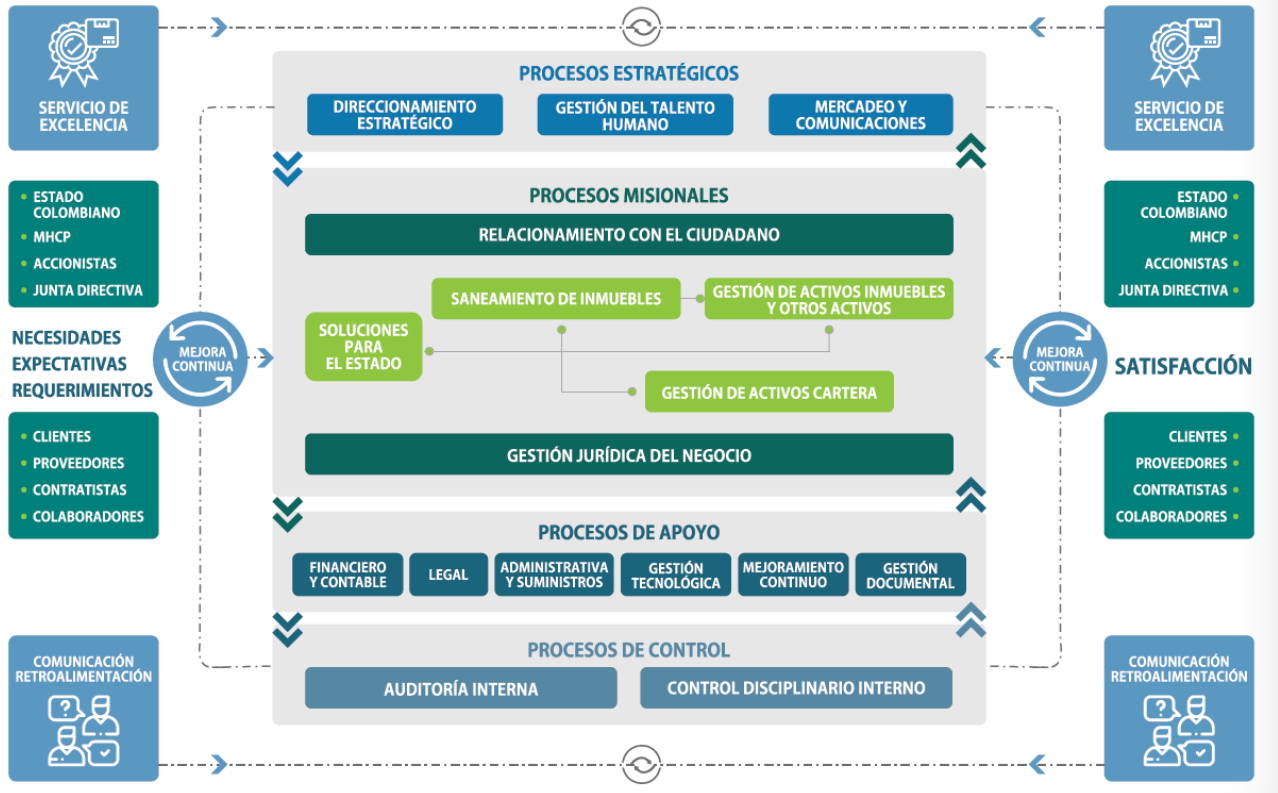 SERVICIO DE
EXCELENCIA
• ESTADO
COLOMBIANO
• MHCP
• ACCIONISTAS
• JUNTA DIRECTIVA
NECESIDADES
EXPECTATIVAS
REQUERIMIENTOS
MEJORA
CONTINUA
• CLIENTES
• PROVEEDORES
• CONTRATISTAS
• COLABORADORES
COMUNICACIÓN
RETROALIMENTACIÓN
?
PROCESOS ESTRATÉGICOS
DIRECCIONAMIENTO
ESTRATÉGICO
GESTIÓN DEL TALENTO
HUMANO
MERCADEO Y
COMUNICACIONES
PROCESOS MISIONALES
RELACIONAMIENTO CON EL CIUDADANO
SANEAMIENTO DE INMUEBLES
GESTIÓN DE ACTIVOS INMUEBLES
Y OTROS ACTIVOS
SOLUCIONES
PARA
EL ESTADO
GESTIÓN DE ACTIVOS CARTERA
GESTIÓN JURÍDICA DEL NEGOCIO
PROCESOS DE APOYO
FINANCIERO
Y CONTABLE
LEGAL
ADMINISTRATIVA
Y SUMINISTROS
GESTIÓN
TECNOLÓGICA
MEJORAMIENTO
CONTINUO
GESTIÓN
DOCUMENTAL
PROCESOS DE CONTROL
AUDITORÍA INTERNA
CONTROL DISCIPLINARIO INTERNO
SERVICIO DE
EXCELENCIA
ESTADO •
COLOMBIANO
MHCP •
ACCIONISTAS •
JUNTA DIRECTIVA •
MEJORA
CONTINUA
SATISFACCIÓN
CLIENTES •
PROVEEDORES •
CONTRATISTAS •
COLABORADORES •
COMUNICACIÓN
RETROALIMENTACIÓN
?